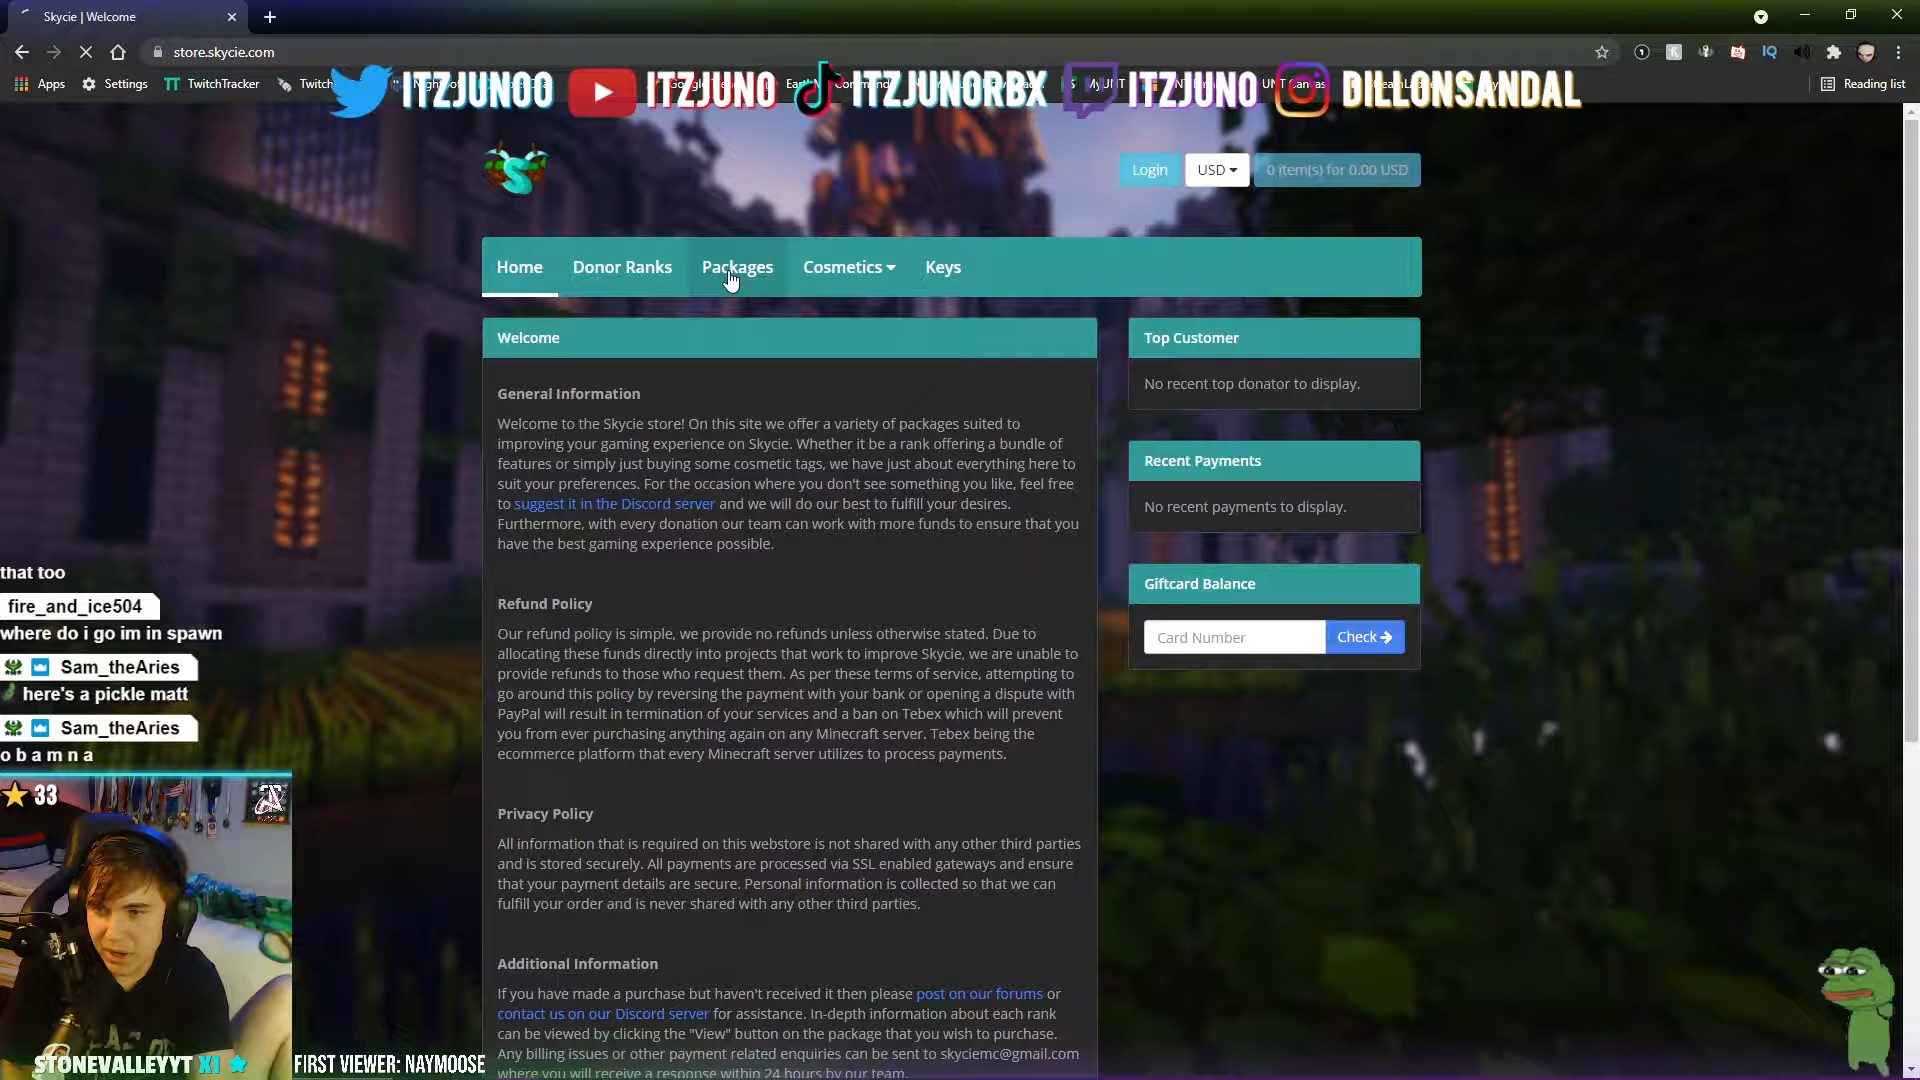 Skycie | Welcome
store.skycie.com
Apps
Settings
TwitchTracker
Twitch
UNT Canvas
Reading list
ITZJUNOO
ITZJUNO
ITZJUNORBX
ITZJUNO
DILLONSANDAL
Login
USD
0 item(s) for 0.00 USD
Home
Donor Ranks
Packages
Cosmetics
Keys
Welcome
General Information
Welcome to the Skycie store! On this site we offer a variety of packages suited to
improving your gaming experience on Skycie. Whether it be a rank offering a bundle of
features or simply just buying some cosmetic tags, we have just about everything here to
suit your preferences. For the occasion where you don't see something you like, feel free
to suggest it in the Discord server and we will do our best to fulfill your desires.
Furthermore, with every donation our team can work with more funds to ensure that you
have the best gaming experience possible.
Refund Policy
Our refund policy is simple, we provide no refunds unless otherwise stated. Due to
allocating these funds directly into projects that work to improve Skycie, we are unable to
provide refunds to those who request them. As per these terms of service, attempting to
go around this policy by reversing the payment with your bank or opening a dispute with
PayPal will result in termination of your services and a ban on Tebex which will prevent
you from ever purchasing anything again on any Minecraft server. Tebex being the
ecommerce platform that every Minecraft server utilizes to process payments.
Privacy Policy
All information that is required on this webstore is not shared with any other third parties
and is stored securely. All payments are processed via SSL enabled gateways and ensure
that your payment details are secure. Personal information is collected so that we can
fulfill your order and is never shared with any other third parties.
Additional Information
If you have made a purchase but haven't received it then please post on our forums or
contact us on our Discord server for assistance. In-depth information about each rank
can be viewed by clicking the "View" button on the package that you wish to purchase.
Any billing issues or other payment related enquiries can be sent to skyciemc@gmail.com
where you will receive a response within 24 hours by our team.
Top Customer
No recent top donator to display.
Recent Payments
No recent payments to display.
Giftcard Balance
Card Number
Check
that too
fire_and_ice504
where do i go im in spawn
Sam_theAries
here's a pickle matt
Sam_theAries
o b a m n a
33
STONEVALLEYYT X1
FIRST VIEWER: NAYMOOSE